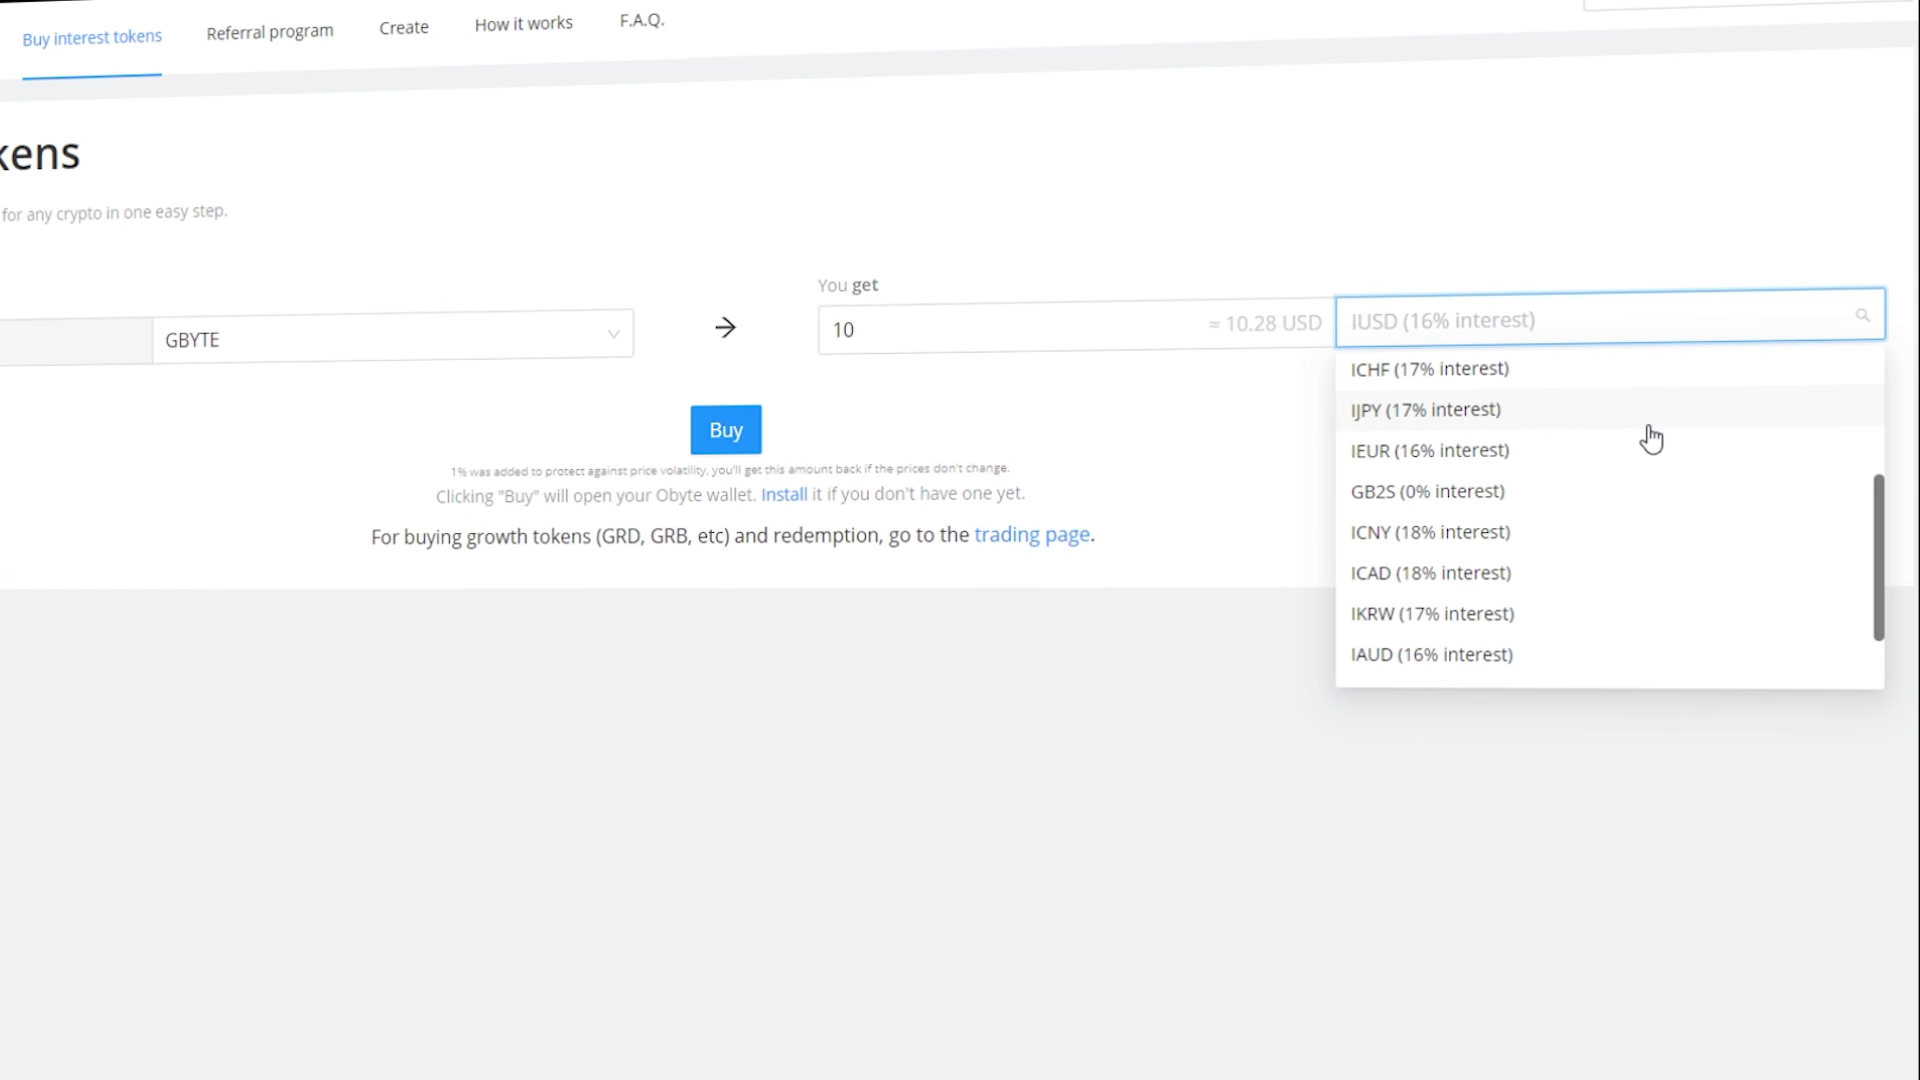 Buy interest tokens Referral program Create How it works F.A.Q.
kens
for any crypto in one easy step.
You get
GBYTE
10 ≈ 10.28 USD IUSD (16% interest)
ICHF (17% interest)
IJPY (17% interest)
IEUR (16% interest)
GB2S (0% interest)
ICNY (18% interest)
ICAD (18% interest)
IKRW (17% interest)
IAUD (16% interest)
Buy
1% was added to protect against price volatility, you'll get this amount back if the prices don't change.
Clicking "Buy" will open your Obyte wallet. Install it if you don't have one yet.
For buying growth tokens (GRD, GRB, etc) and redemption, go to the trading page.